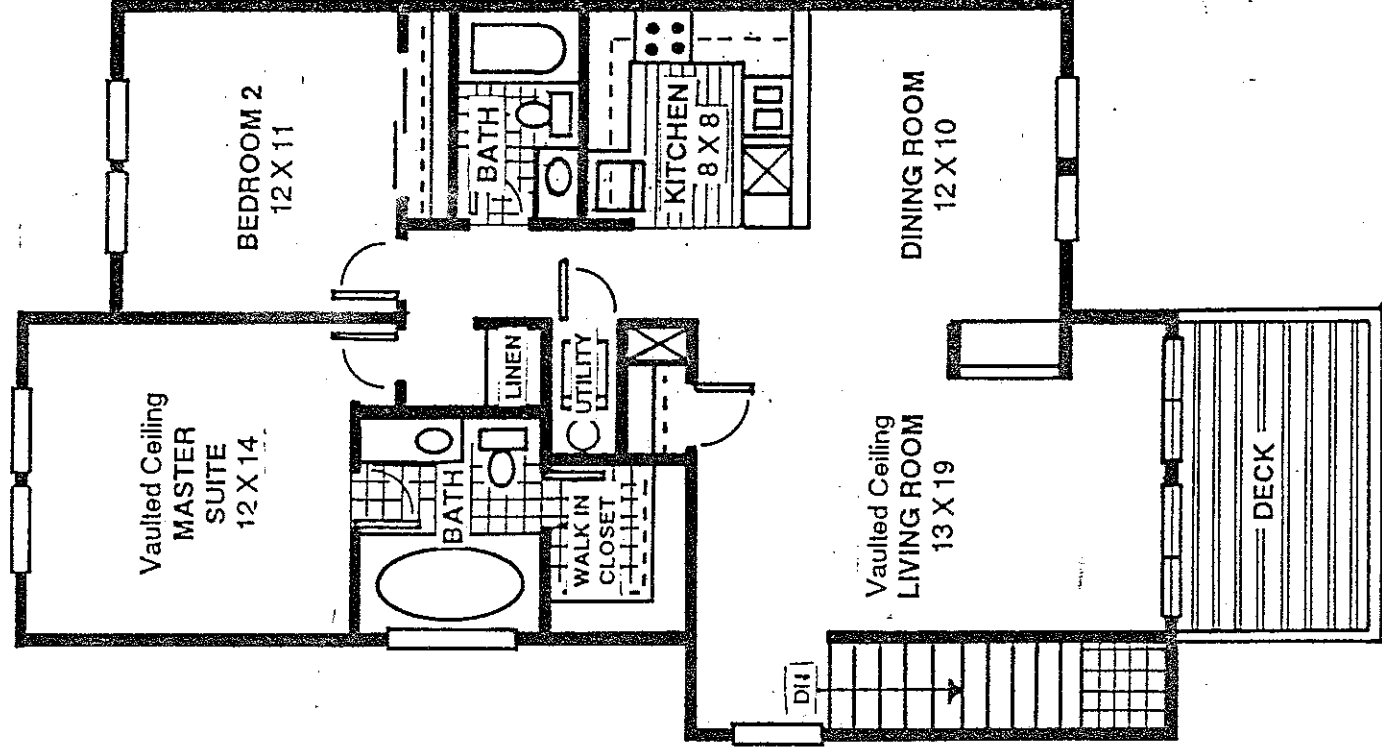 BEDROOM 2
12 X 11
BATH
KITCHEN
8 X 8
DINING ROOM
12 X 10
Vaulted Ceiling
MASTER
SUITE
12 X 14
LINEN
UTILITY
BATH
WALK IN
CLOSET
Vaulted Ceiling
LIVING ROOM
13 X 19
DECK
DN